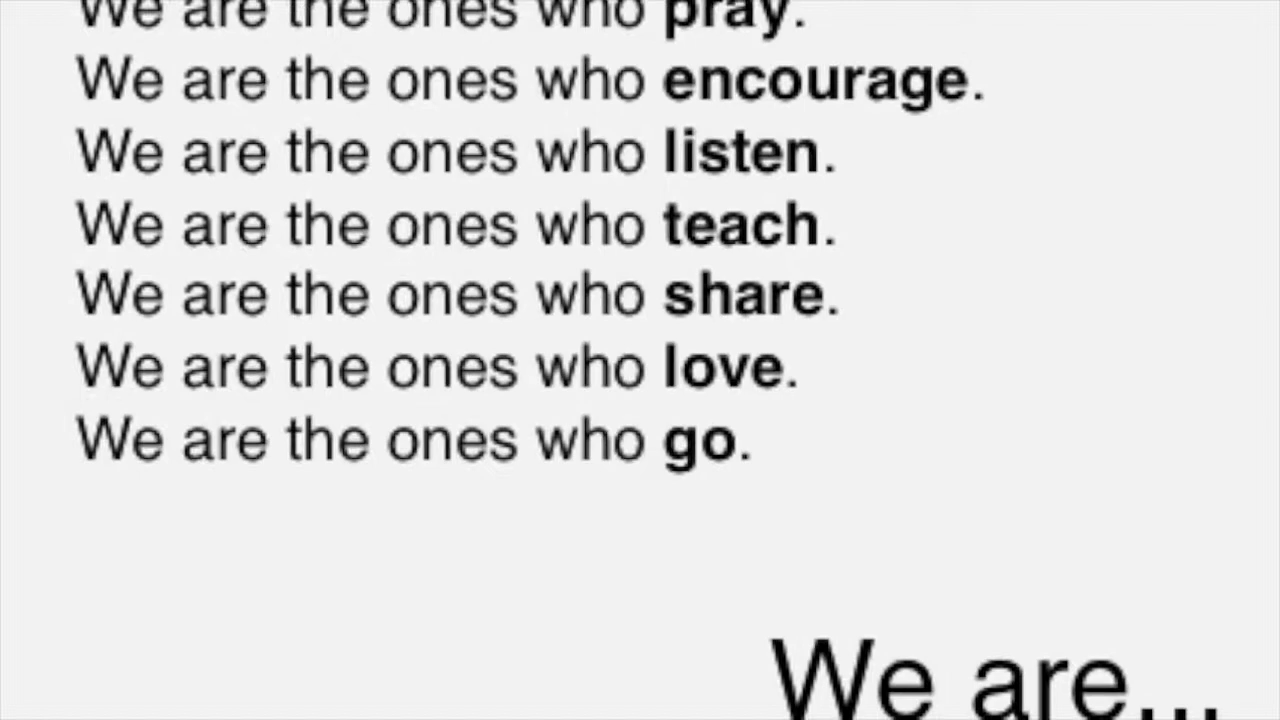 We are the ones who pray.
We are the ones who encourage.
We are the ones who listen.
We are the ones who teach.
We are the ones who share.
We are the ones who love.
We are the ones who go.
We are...